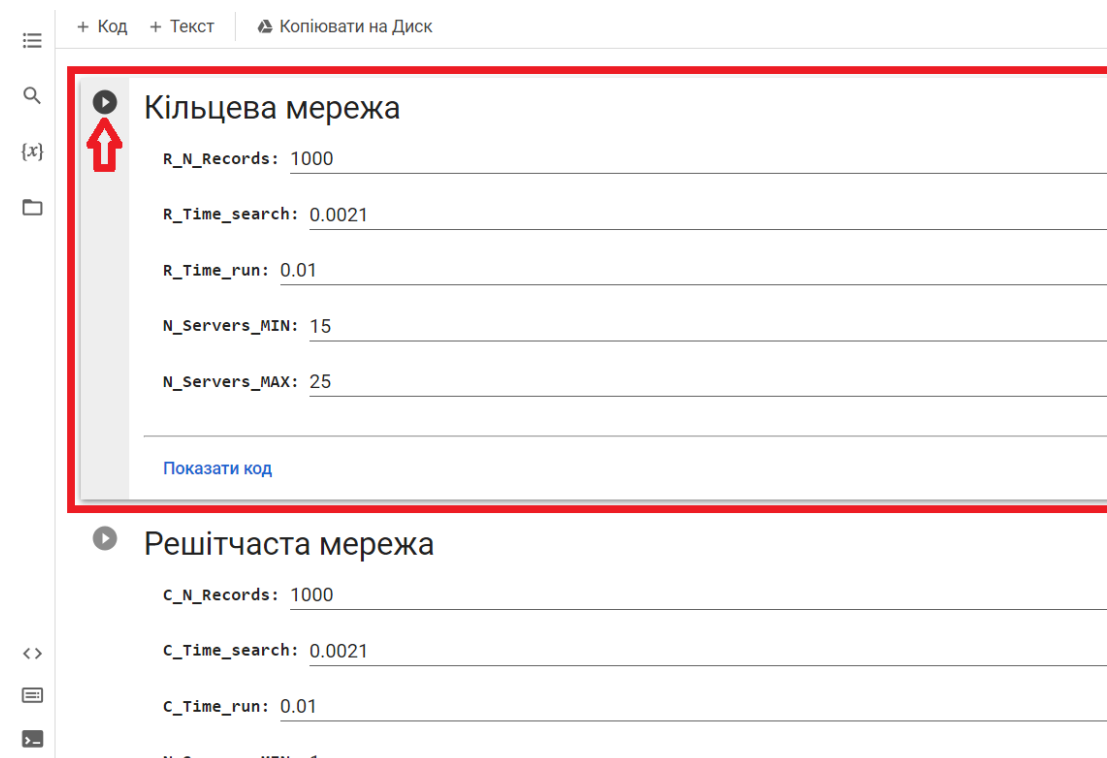 + Код + Текст Копіювати на Диск
Кільцева мережа
{x}
R_N_Records: 1000
R_Time_search: 0.0021
R_Time_run: 0.01
N_Servers_MIN: 15
N_Servers_MAX: 25
Показати код
Решітчаста мережа
C_N_Records: 1000
C_Time_search: 0.0021
C_Time_run: 0.01